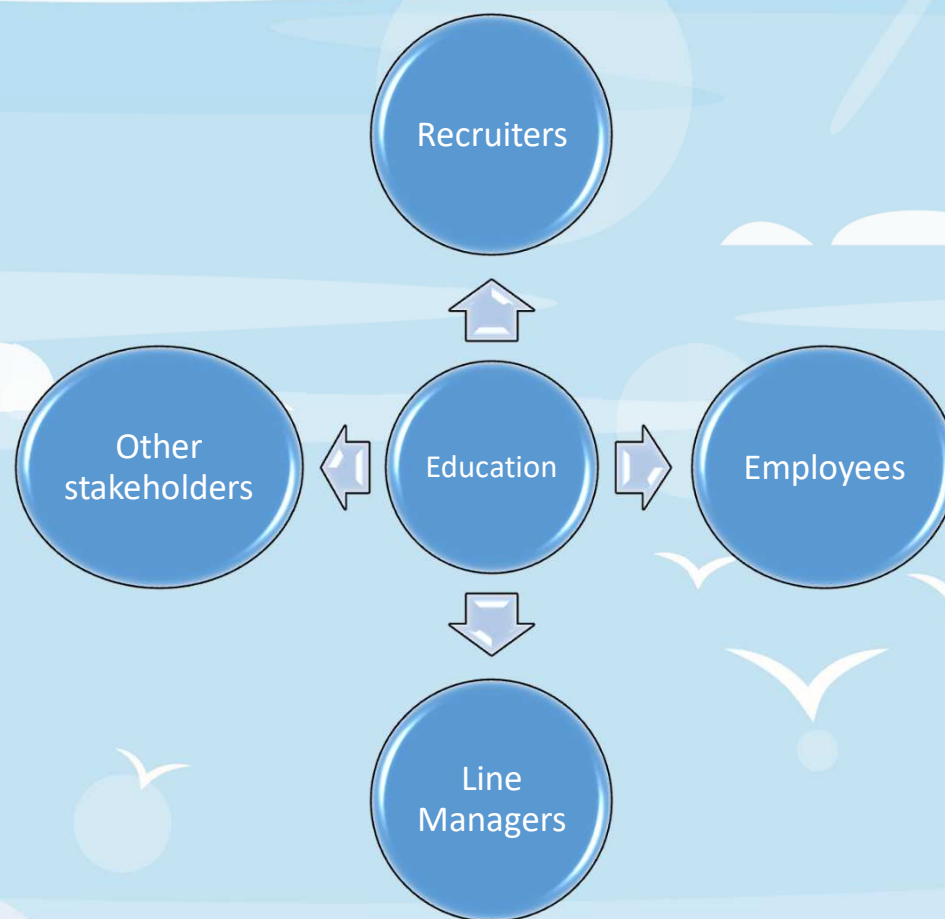 Recruiters
Other
stakeholders
Education
Employees
Line
Managers